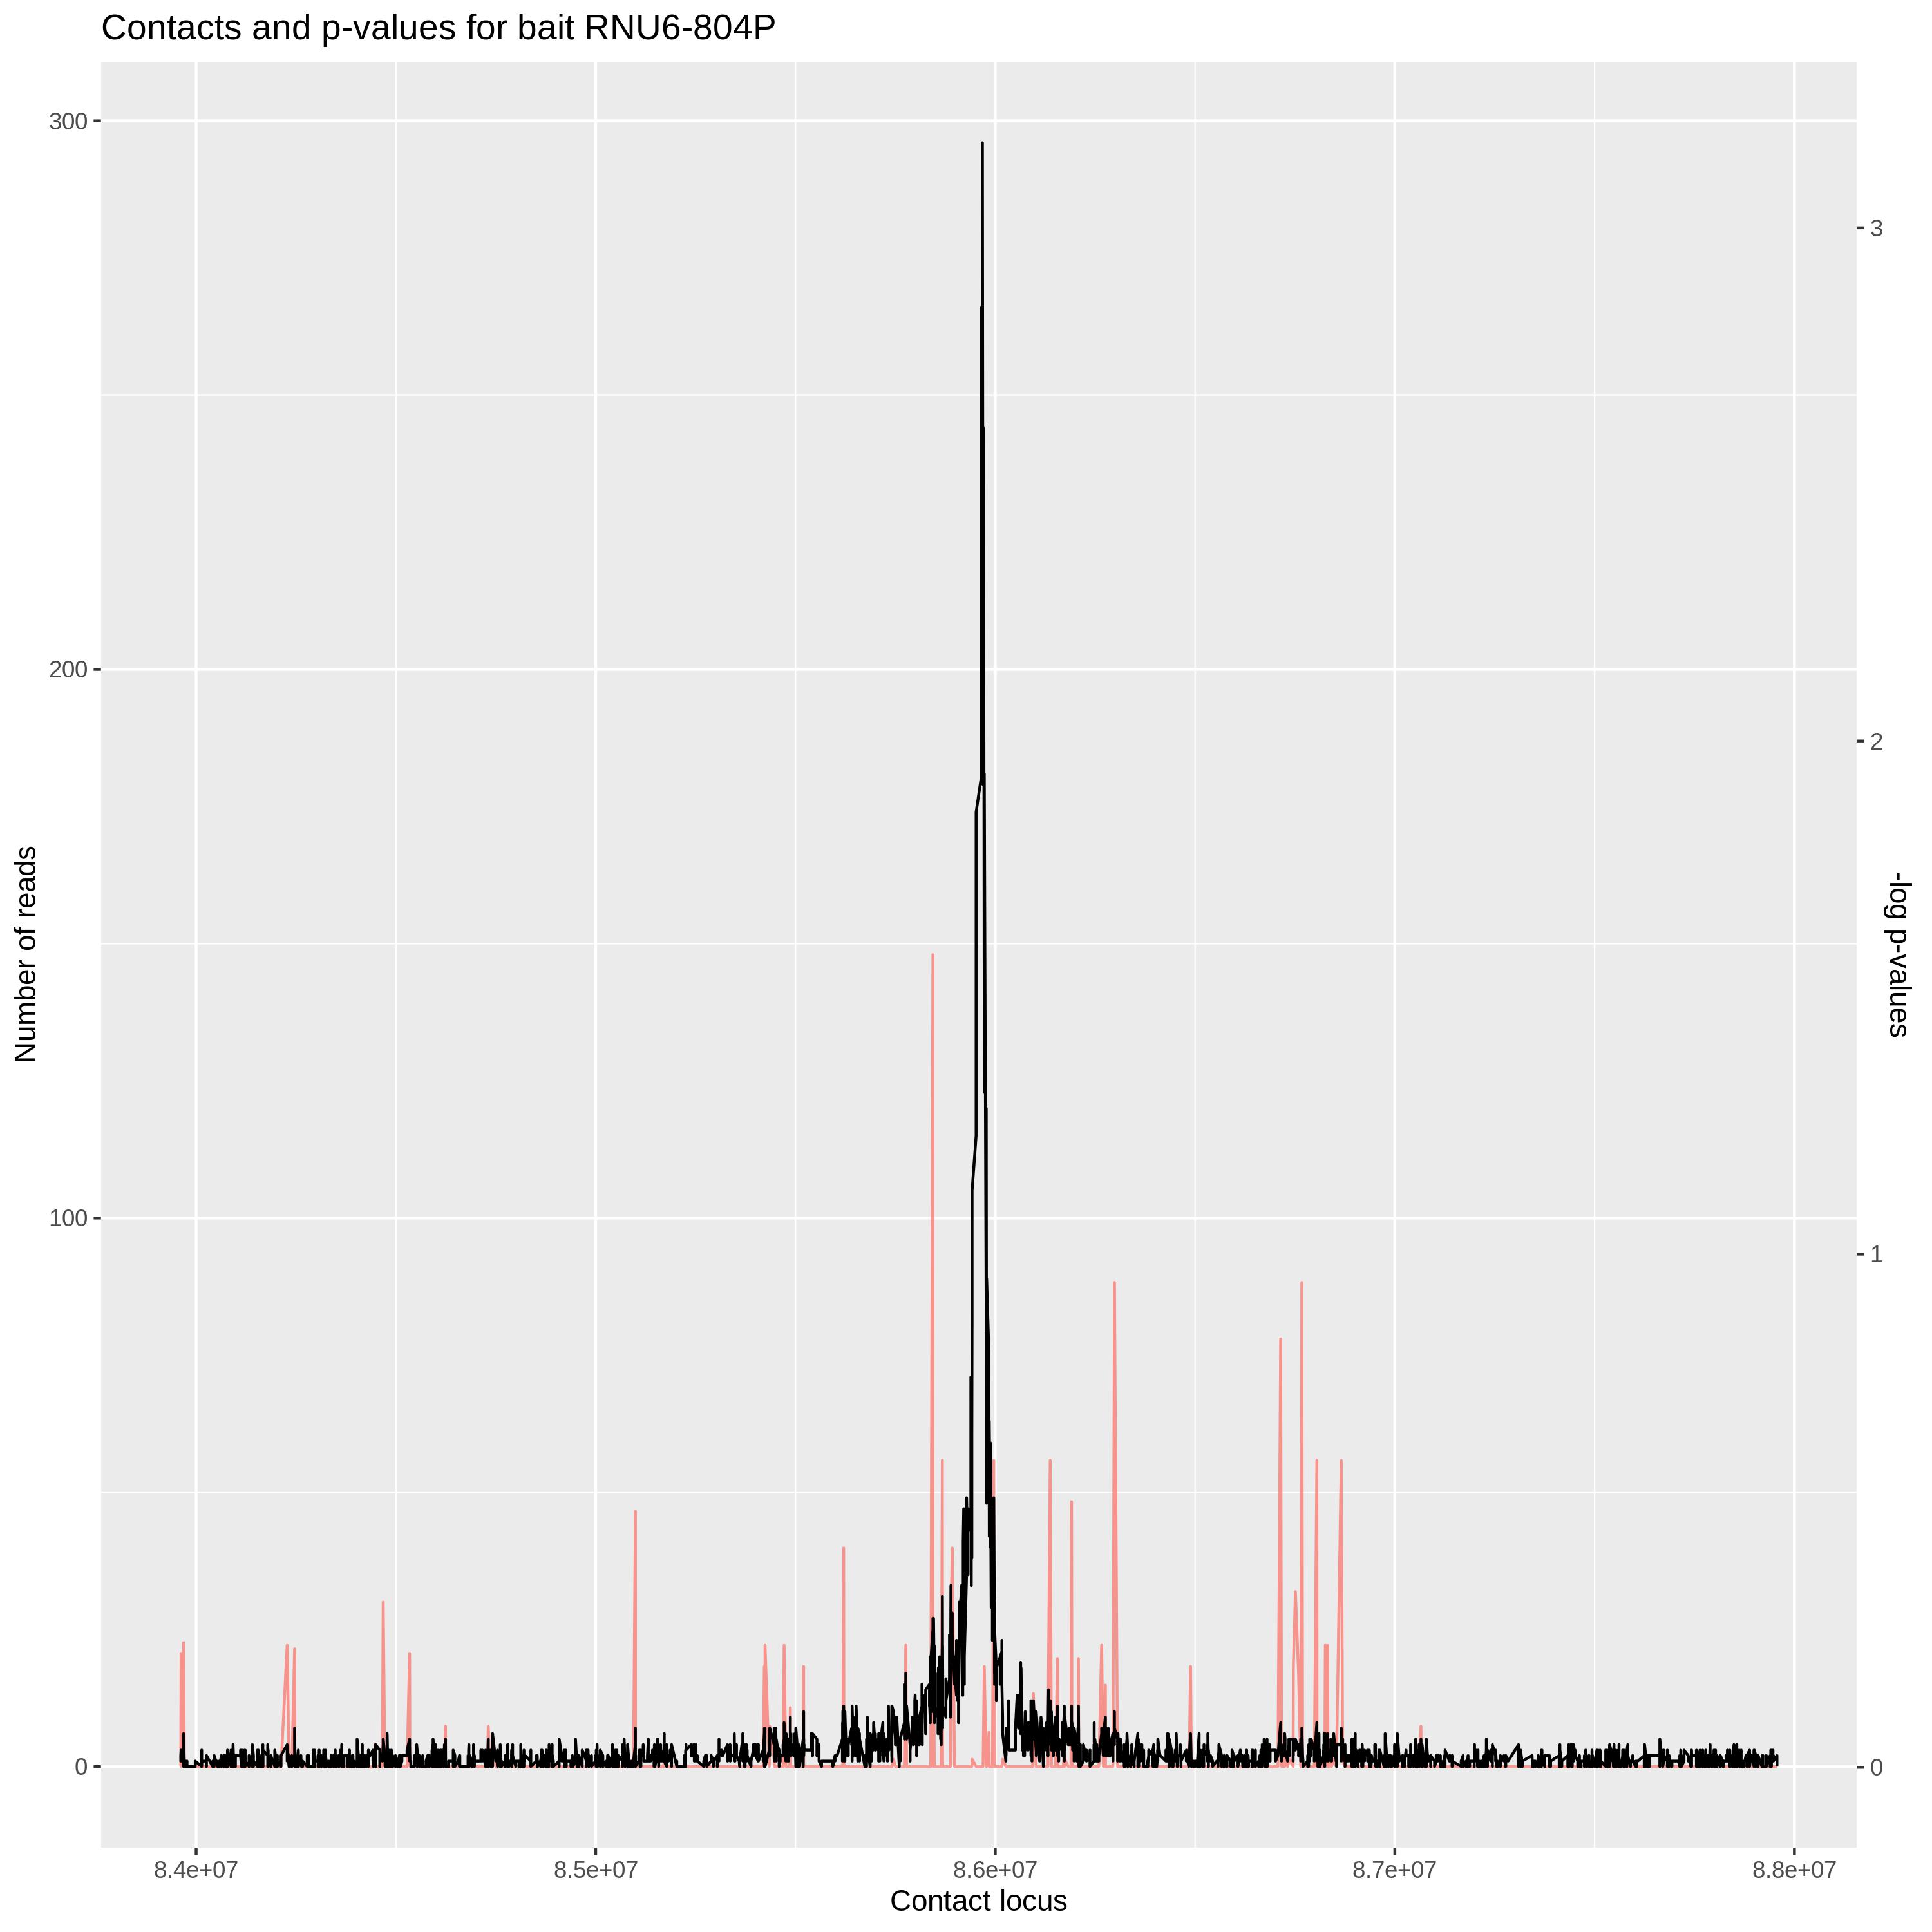 Contacts and p-values for bait RNU6-804P
300
200
100
0
Number of reads
3
2
1
0
-log p-values
8.4e+07
8.5e+07
8.6e+07
8.7e+07
8.8e+07
Contact locus